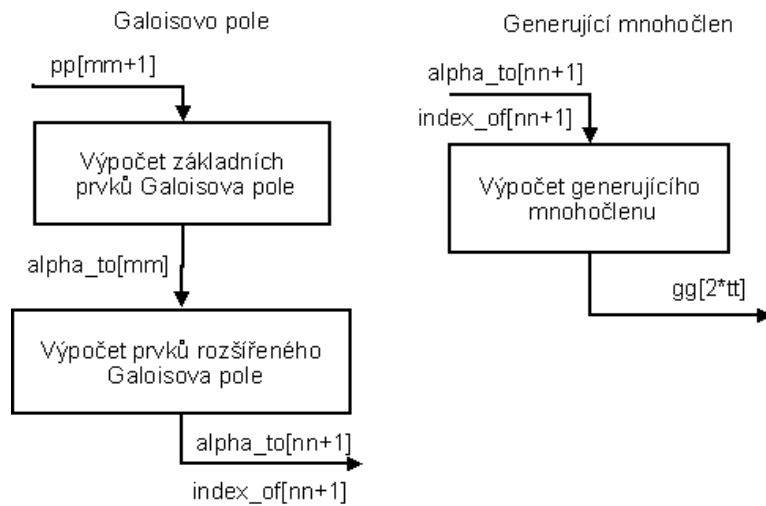 Galoisovo pole
pp[mm+1]
Výpočet základních
prvků Galoisova pole
alpha_to[mm]
Výpočet prvků rozšířeného
Galoisova pole
alpha_to[nn+1]
index_of[nn+1]
Generující mnohočlen
alpha_to[nn+1]
index_of[nn+1]
Výpočet generujícího
mnohočlenu
gg[2*tt]